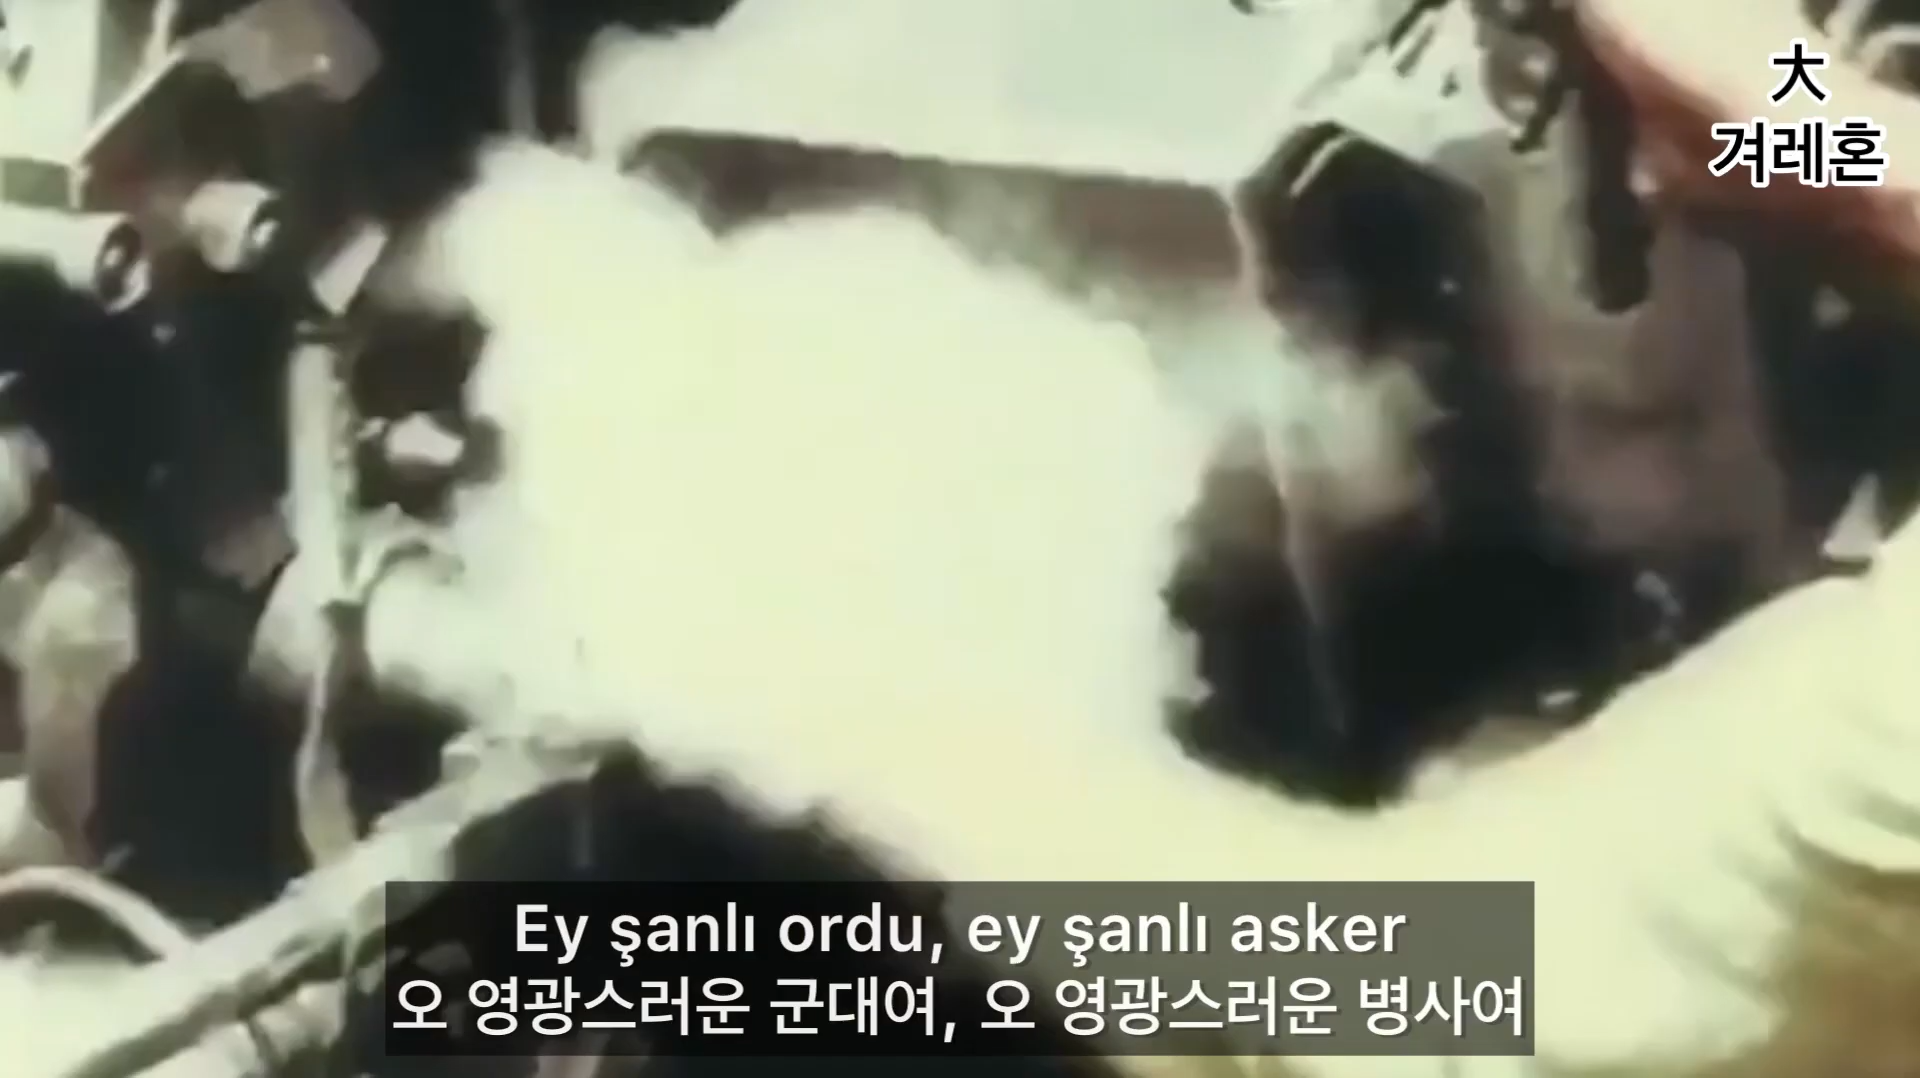 大
겨레혼
Ey şanlı ordu, ey şanlı asker
오 영광스러운 군대여, 오 영광스러운 병사여